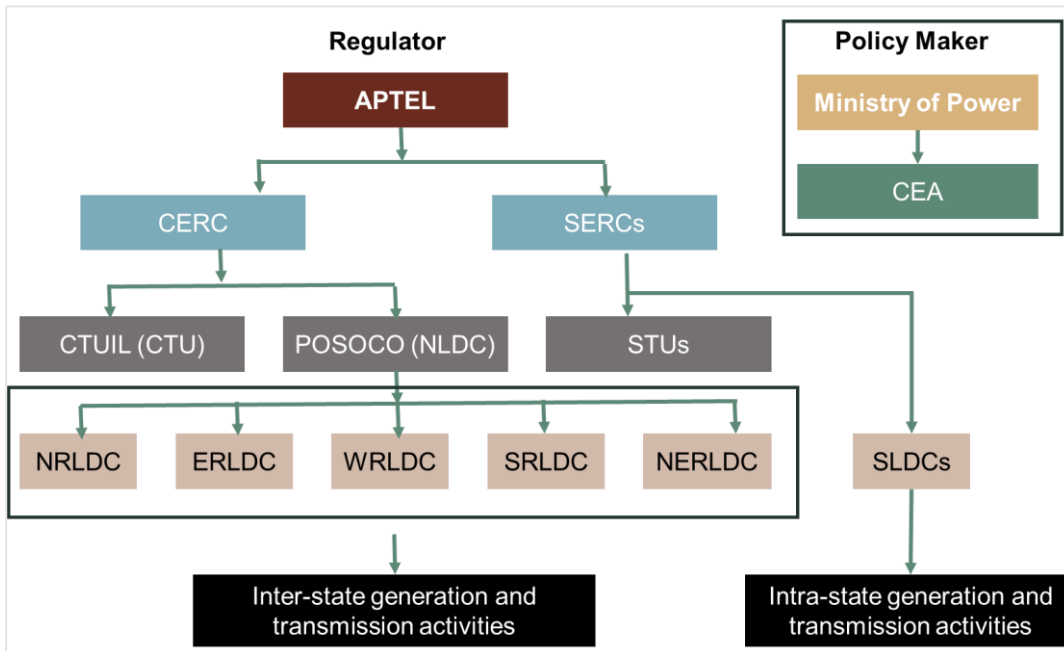 Regulator
Policy Maker
APTEL
Ministry of Power
CEA
CERC
SERCs
CTUIL (CTU)
POSOCO (NLDC)
STUs
NRLDC
ERLDC
WRLDC
SRLDC
NERLDC
SLDCs
Inter-state generation and
transmission activities
Intra-state generation and
transmission activities